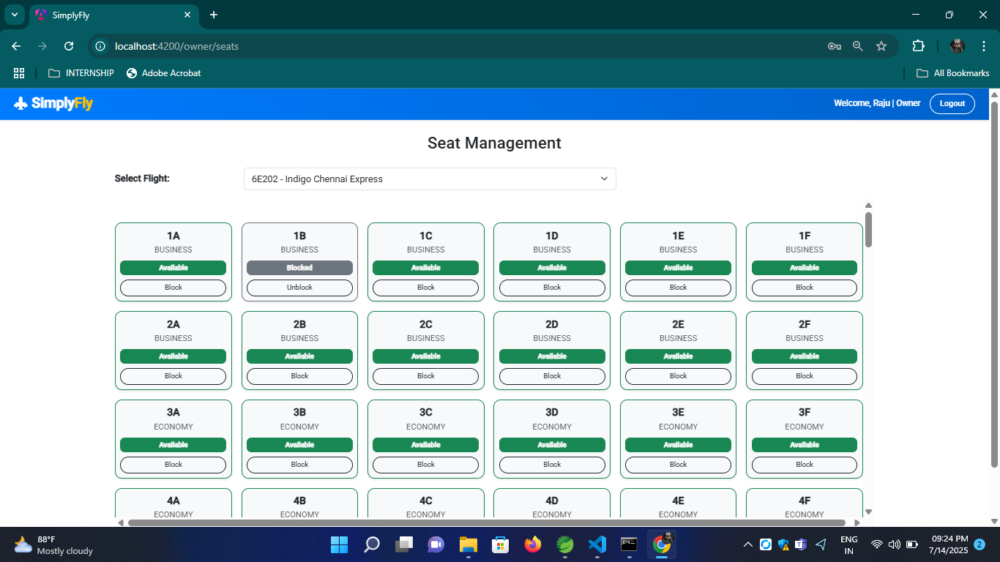 SimplyFly
localhost:4200/owner/seats
INTERNSHIP Adobe Acrobat All Bookmarks
SimplyFly Welcome, Raju | Owner Logout
Seat Management
Select Flight: 6E202 - Indigo Chennai Express
1A 1B 1C 1D 1E 1F
BUSINESS BUSINESS BUSINESS BUSINESS BUSINESS BUSINESS
Available Blocked Available Available Available Available
Block Unblock Block Block Block Block
2A 2B 2C 2D 2E 2F
BUSINESS BUSINESS BUSINESS BUSINESS BUSINESS BUSINESS
Available Available Available Available Available Available
Block Block Block Block Block Block
3A 3B 3C 3D 3E 3F
ECONOMY ECONOMY ECONOMY ECONOMY ECONOMY ECONOMY
Available Available Available Available Available Available
Block Block Block Block Block Block
4A 4B 4C 4D 4E 4F
ECONOMY ECONOMY ECONOMY ECONOMY ECONOMY ECONOMY
88°F ENG 09:24 PM
Mostly cloudy IN 7/14/2025 2